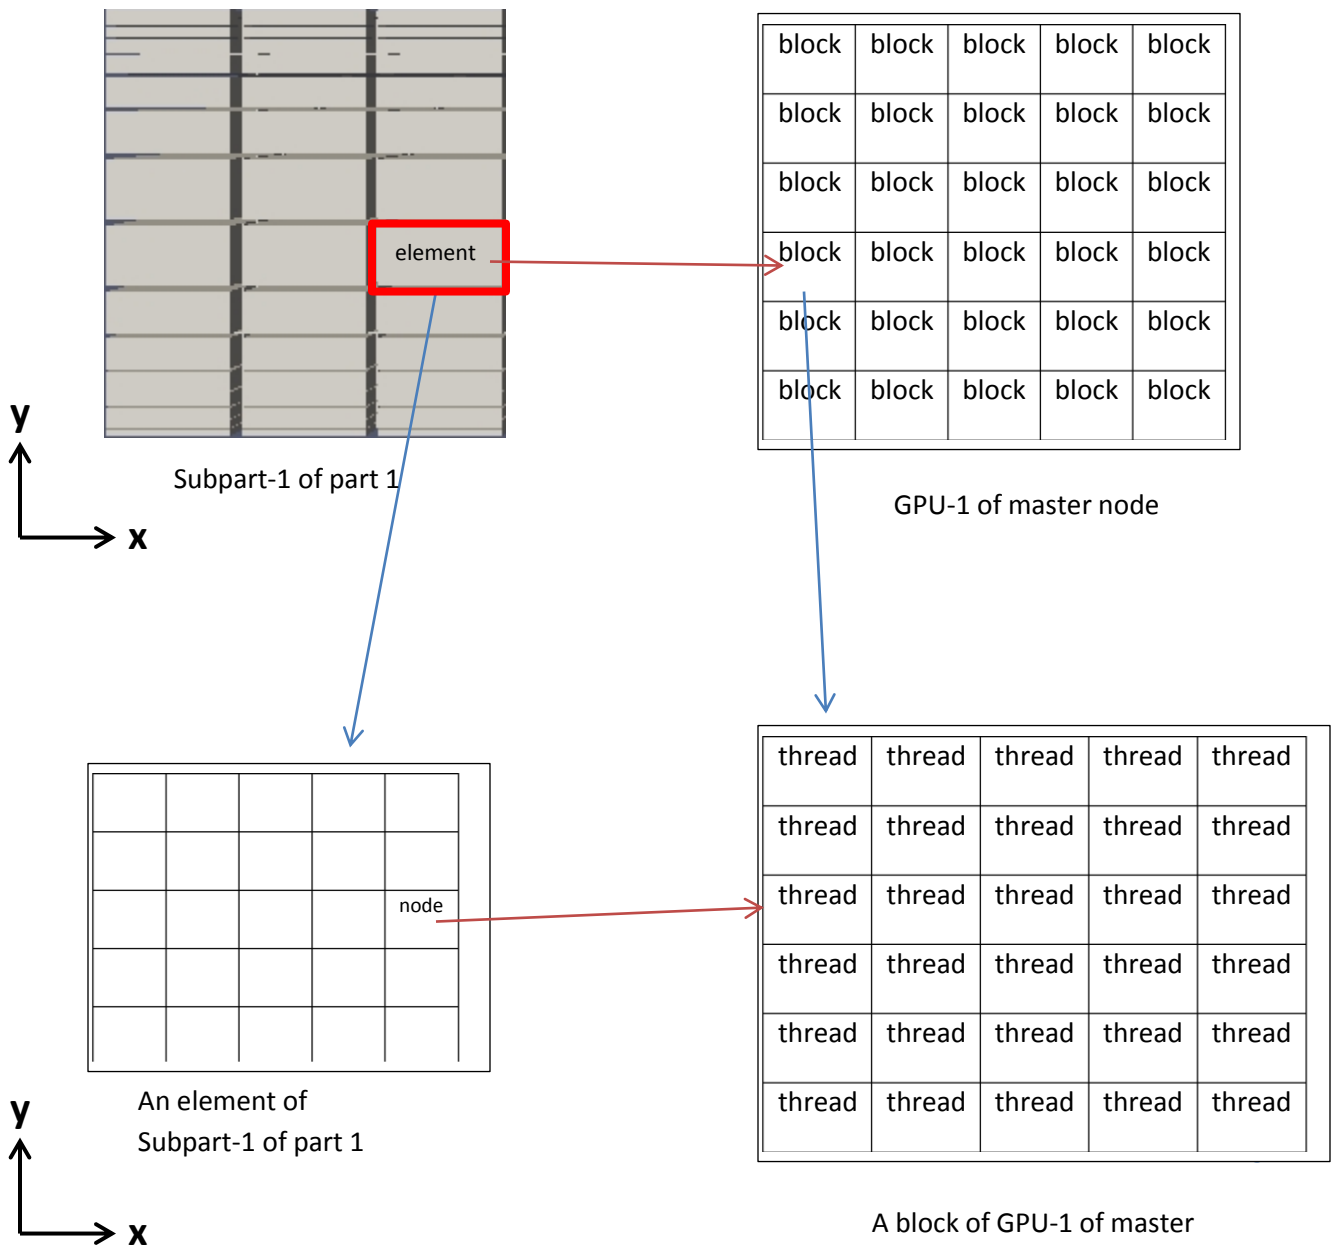 block block block block block
block block block block block
block block block block block
element
block block block block block
block block block block block
block block block block block
y
x
Subpart-1 of part 1
GPU-1 of master node
thread thread thread thread thread
thread thread thread thread thread
node
thread thread thread thread thread
thread thread thread thread thread
thread thread thread thread thread
thread thread thread thread thread
y
x
An element of
Subpart-1 of part 1
A block of GPU-1 of master